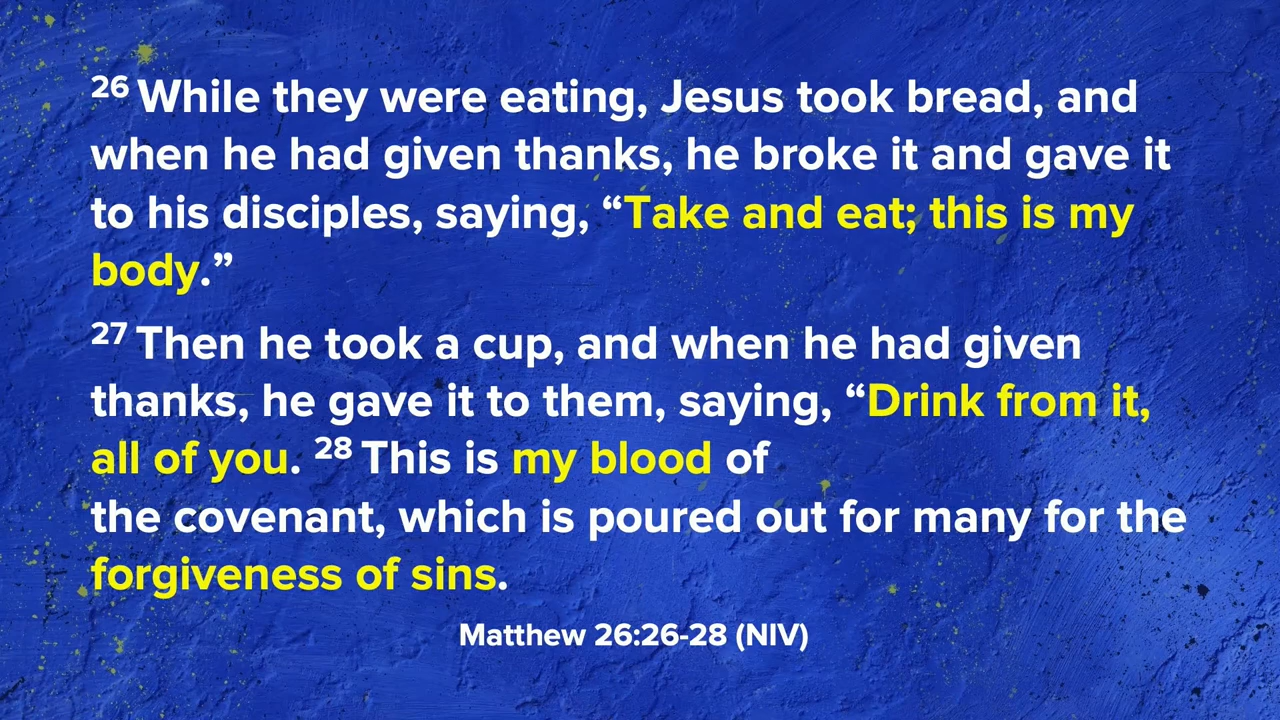 26 While they were eating, Jesus took bread, and
when he had given thanks, he broke it and gave it
to his disciples, saying, “Take and eat; this is my
body.”
27 Then he took a cup, and when he had given
thanks, he gave it to them, saying, “Drink from it,
all of you. 28 This is my blood of
the covenant, which is poured out for many for the
forgiveness of sins.
Matthew 26:26-28 (NIV)